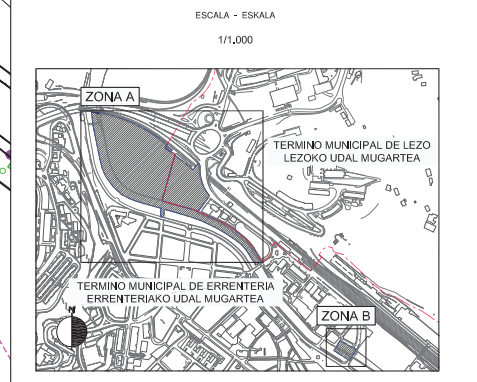 ESCALA - ESKALA
1/1.000
ZONA A
TERMINO MUNICIPAL DE LEZO
LEZOKO UDAL MUGARTEA
TERMINO MUNICIPAL DE ERRENTERIA
ERRENTERIAKO UDAL MUGARTEA
N
ZONA B